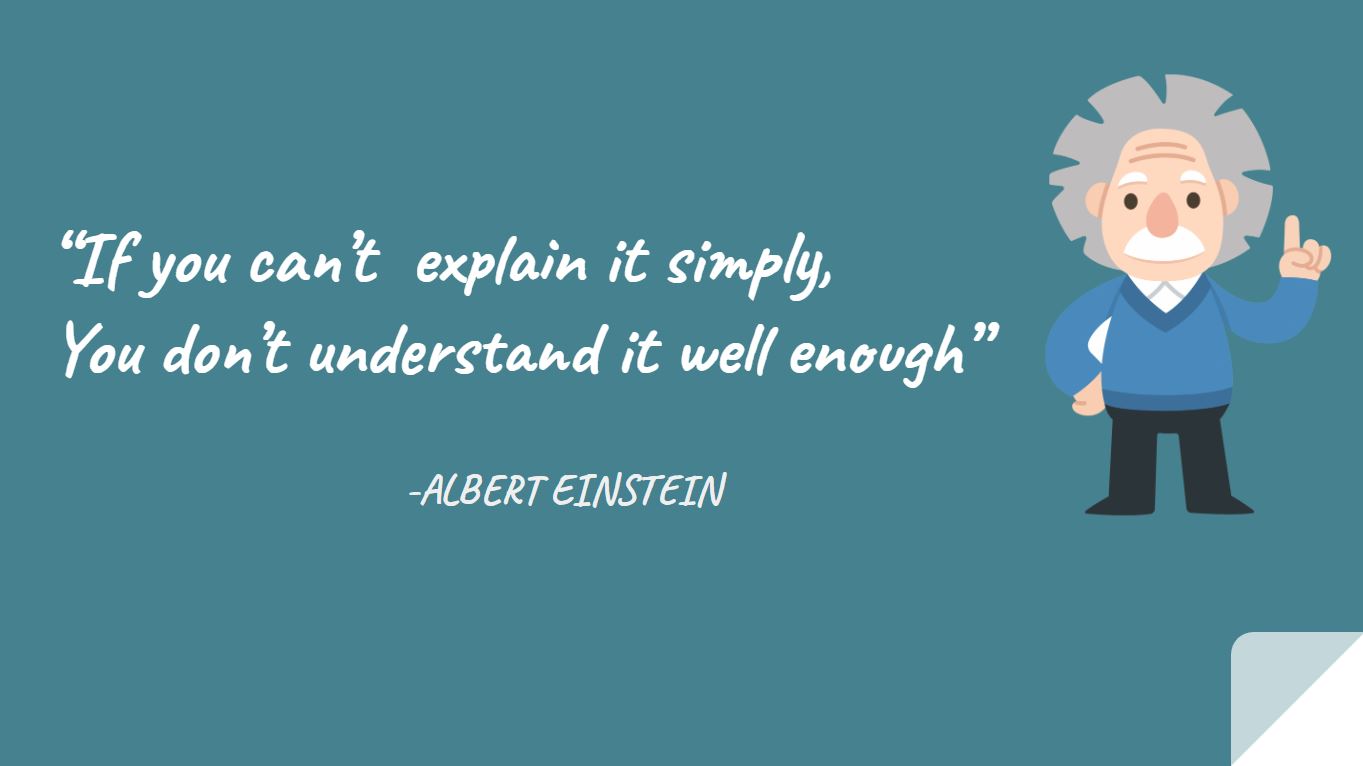 “If you can’t  explain it simply,
You don’t understand it well enough”
-ALBERT EINSTEIN